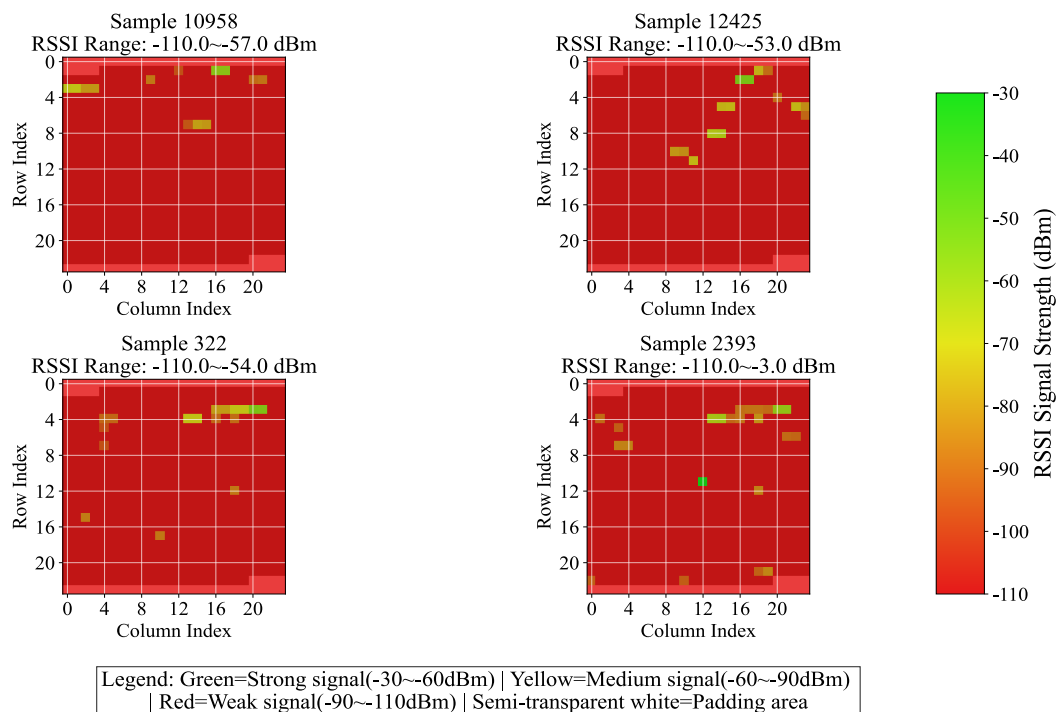 Sample 10958
RSSI Range: -110.0~-57.0 dBm
0
4
8
12
16
20
Row Index
0 4 8 12 16 20
Column Index
Sample 12425
RSSI Range: -110.0~-53.0 dBm
0
4
8
12
16
20
Row Index
0 4 8 12 16 20
Column Index
Sample 322
RSSI Range: -110.0~-54.0 dBm
0
4
8
12
16
20
Row Index
0 4 8 12 16 20
Column Index
Sample 2393
RSSI Range: -110.0~-3.0 dBm
0
4
8
12
16
20
Row Index
0 4 8 12 16 20
Column Index
-30
-40
-50
-60
-70
-80
-90
-100
-110
RSSI Signal Strength (dBm)
Legend: Green=Strong signal(-30~-60dBm) | Yellow=Medium signal(-60~-90dBm)
| Red=Weak signal(-90~-110dBm) | Semi-transparent white=Padding area